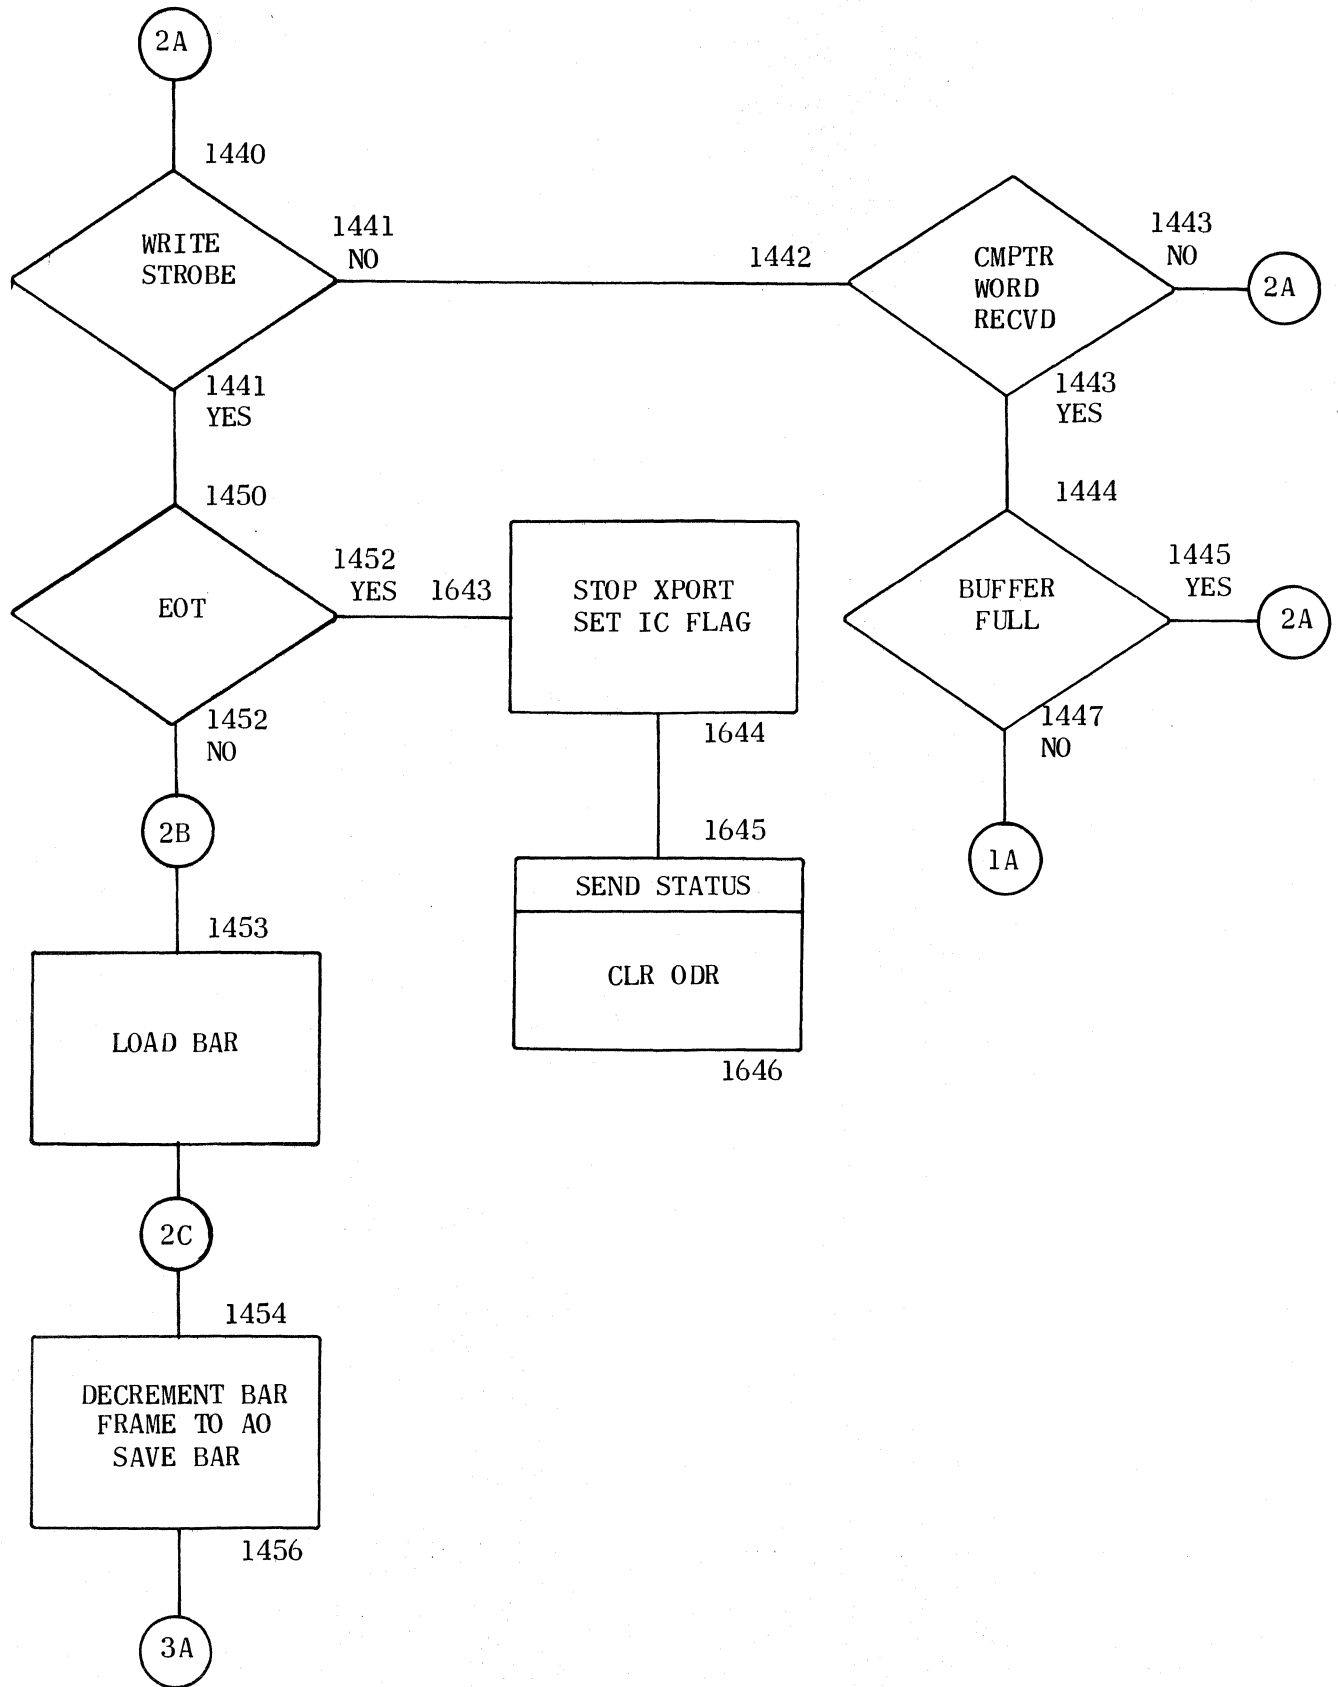 2A
1440
WRITE
STROBE
1441
NO
1442
CMPTR
WORD
RECVD
1443
NO
2A
1441
YES
1443
YES
1450
1444
EOT
1452
YES
1643
STOP XPORT
SET IC FLAG
BUFFER
FULL
1445
YES
2A
1452
NO
1644
1447
NO
2B
1645
1A
SEND STATUS
CLR ODR
1646
1453
LOAD BAR
2C
1454
DECREMENT BAR
FRAME TO AO
SAVE BAR
1456
3A